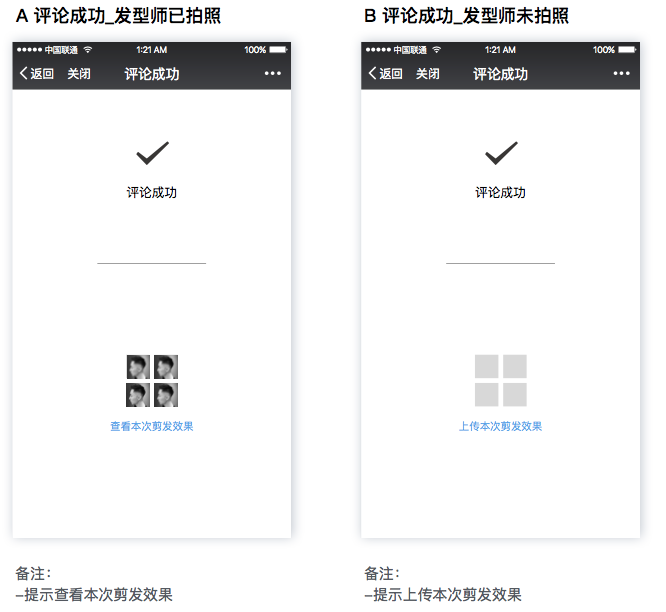 A 评论成功_发型师已拍照
中国联通 1:21 AM 100%
返回 关闭 评论成功
评论成功
查看本次剪发效果
备注：
-提示查看本次剪发效果
B 评论成功_发型师未拍照
中国联通 1:21 AM 100%
返回 关闭 评论成功
评论成功
上传本次剪发效果
备注：
-提示上传本次剪发效果